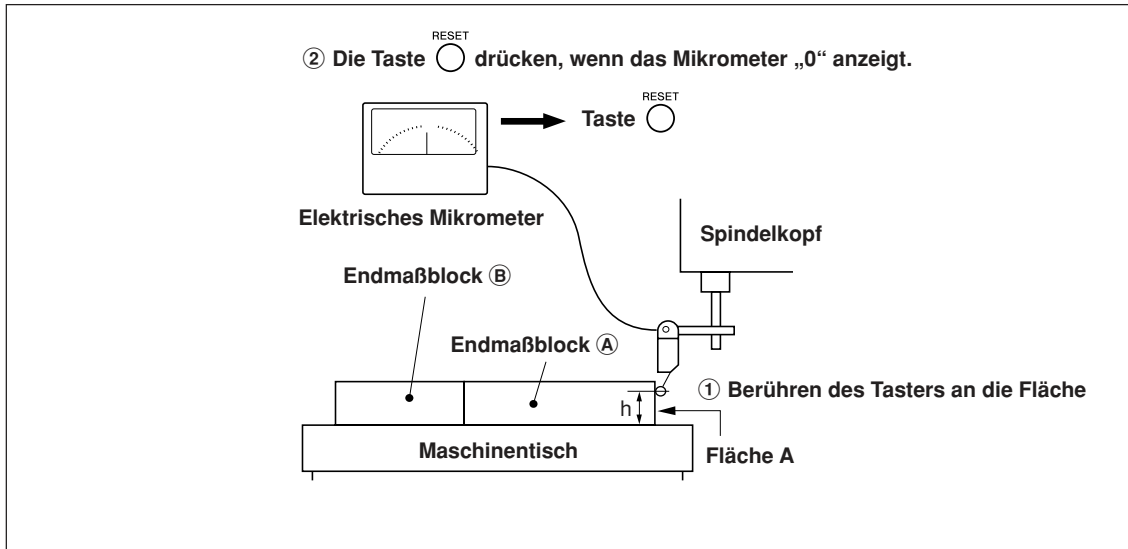 RESET
② Die Taste drücken, wenn das Mikrometer „0“ anzeigt.
RESET
Taste
Elektrisches Mikrometer
Spindelkopf
Endmaßblock Ⓑ
Endmaßblock Ⓐ
① Berühren des Tasters an die Fläche
h
Maschinentisch
Fläche A